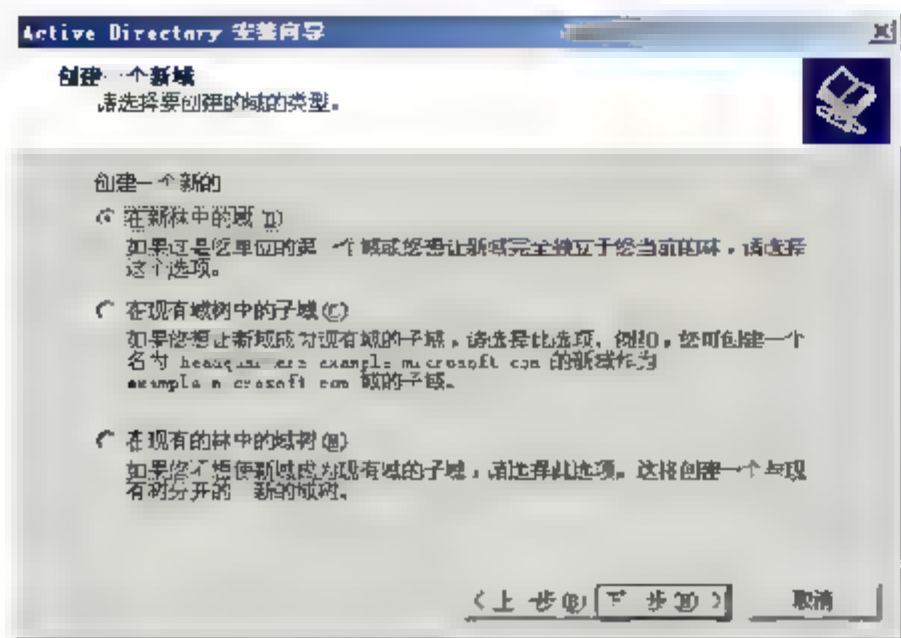 Active Directory 安装向导
创建一个新域
请选择要创建的域的类型。
创建一个新的
在新林中的域(D)
如果这是您单位的第一个域或您想让新域完全独立于您当前的林，请选择
这个选项。
在现有域树中的子域(C)
如果您想让新域成为现有域的子域，请选择此选项。例如，您可创建一个
名为 headquarters.example.microsoft.com 的新域作为
example.microsoft.com 域的子域。
在现有的林中的域树(N)
如果您不想使新域成为现有域的子域，请选择此选项。这将创建一个与现
有树分开的、新的域树。
<上一步(B) 下一步(N)> 取消